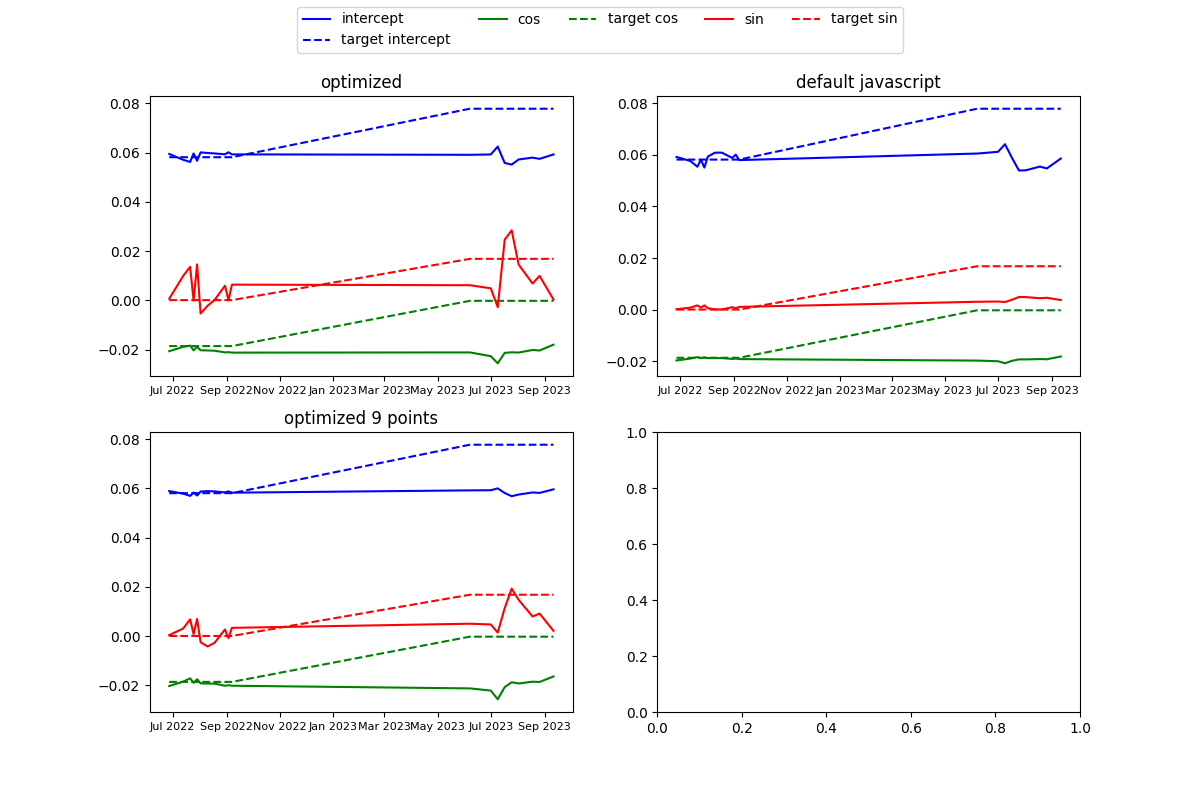 intercept cos target cos sin target sin
target intercept
optimized
0.08
0.06
0.04
0.02
0.00
−0.02
Jul 2022 Sep 2022 Nov 2022 Jan 2023 Mar 2023 May 2023 Jul 2023 Sep 2023
default javascript
0.08
0.06
0.04
0.02
0.00
−0.02
Jul 2022 Sep 2022 Nov 2022 Jan 2023 Mar 2023 May 2023 Jul 2023 Sep 2023
optimized 9 points
0.08
0.06
0.04
0.02
0.00
−0.02
Jul 2022 Sep 2022 Nov 2022 Jan 2023 Mar 2023 May 2023 Jul 2023 Sep 2023
1.0
0.8
0.6
0.4
0.2
0.0
0.0 0.2 0.4 0.6 0.8 1.0